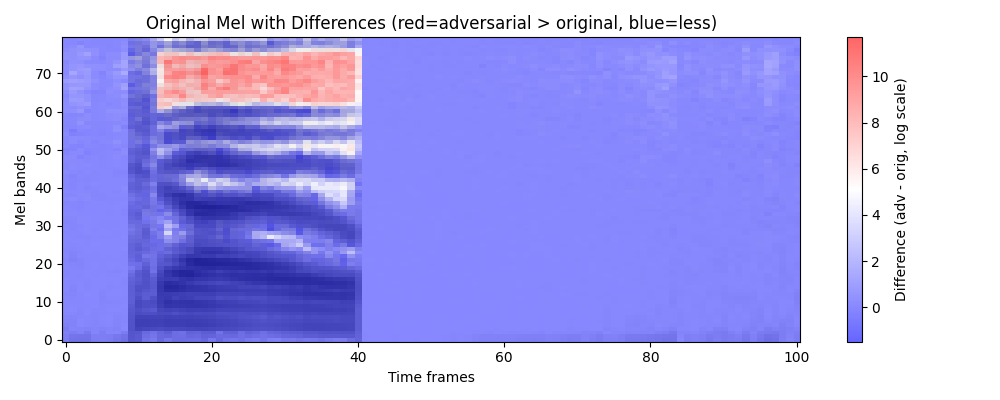 Original Mel with Differences (red=adversarial > original, blue=less)
Mel bands
70
60
50
40
30
20
10
0
0 20 40 60 80 100
Time frames
10
8
6
4
2
0
Difference (adv - orig, log scale)